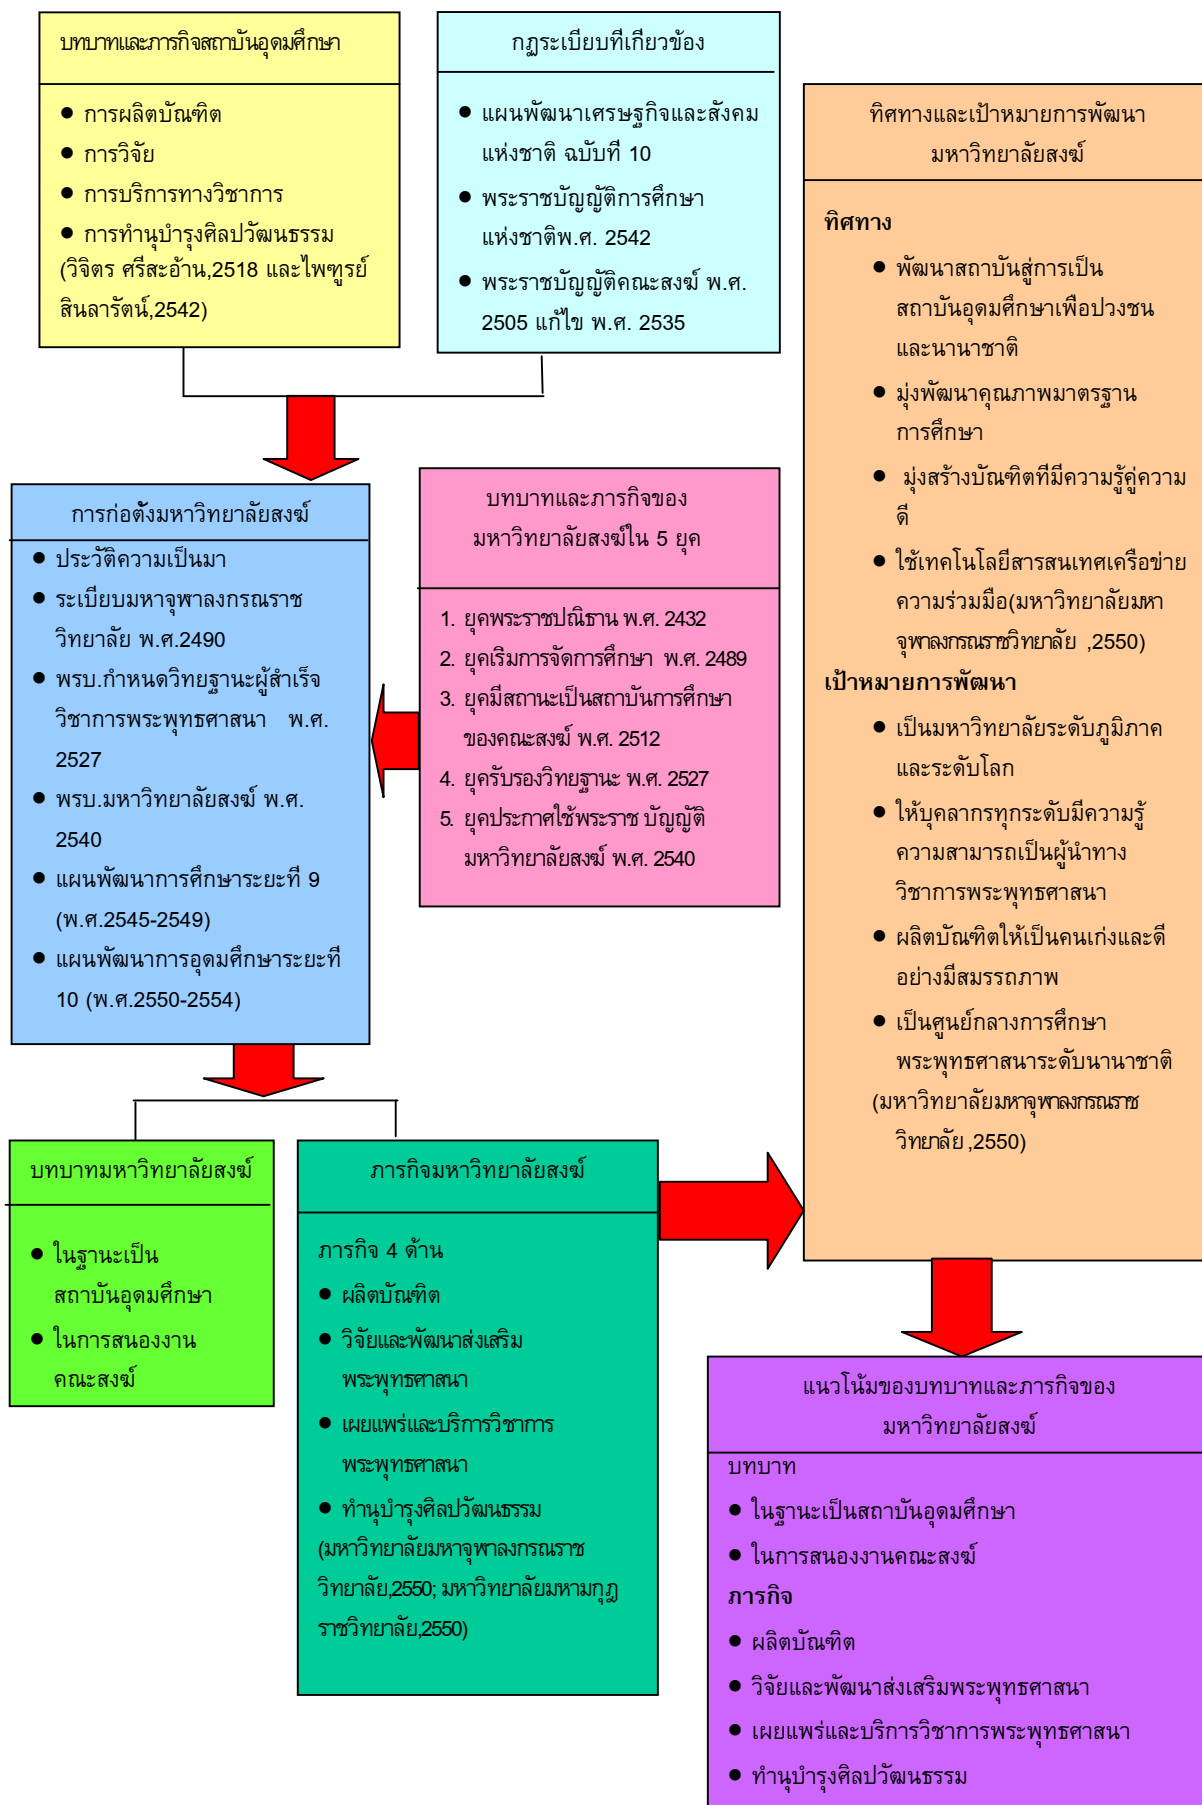 บทบาทและภารกิจสถาบันอุดมศึกษา
● การผลิตบัณฑิต
● การวิจัย
● การบริการทางวิชาการ
● การทำนุบำรุงศิลปวัฒนธรรม
(วิจิตร ศรีสะอ้าน,2518 และไพฑูรย์
สินลารัตน์,2542)
กฎระเบียบที่เกี่ยวข้อง
● แผนพัฒนาเศรษฐกิจและสังคม
แห่งชาติ ฉบับที่ 10
● พระราชบัญญัติการศึกษา
แห่งชาติพ.ศ. 2542
● พระราชบัญญัติคณะสงฆ์ พ.ศ.
2505 แก้ไข พ.ศ. 2535
การก่อตั้งมหาวิทยาลัยสงฆ์
● ประวัติความเป็นมา
● ระเบียบมหาจุฬาลงกรณราช
วิทยาลัย พ.ศ.2490
● พรบ.กำหนดวิทยฐานะผู้สำเร็จ
วิชาการพระพุทธศาสนา พ.ศ.
2527
● พรบ.มหาวิทยาลัยสงฆ์ พ.ศ.
2540
● แผนพัฒนาการศึกษาระยะที่ 9
(พ.ศ.2545-2549)
● แผนพัฒนาการอุดมศึกษาระยะที่
10 (พ.ศ.2550-2554)
บทบาทและภารกิจของ
มหาวิทยาลัยสงฆ์ใน 5 ยุค
1. ยุคพระราชปณิธาน พ.ศ. 2432
2. ยุคเริ่มการจัดการศึกษา พ.ศ. 2489
3. ยุคมีสถานะเป็นสถาบันการศึกษา
ของคณะสงฆ์ พ.ศ. 2512
4. ยุครับรองวิทยฐานะ พ.ศ. 2527
5. ยุคประกาศใช้พระราช บัญญัติ
มหาวิทยาลัยสงฆ์ พ.ศ. 2540
บทบาทมหาวิทยาลัยสงฆ์
● ในฐานะเป็น
สถาบันอุดมศึกษา
● ในการสนองงาน
คณะสงฆ์
ภารกิจมหาวิทยาลัยสงฆ์
ภารกิจ 4 ด้าน
● ผลิตบัณฑิต
● วิจัยและพัฒนาส่งเสริม
พระพุทธศาสนา
● เผยแพร่และบริการวิชาการ
พระพุทธศาสนา
● ทำนุบำรุงศิลปวัฒนธรรม
(มหาวิทยาลัยมหาจุฬาลงกรณราช
วิทยาลัย,2550; มหาวิทยาลัยมหามกุฎ
ราชวิทยาลัย,2550)
ทิศทางและเป้าหมายการพัฒนา
มหาวิทยาลัยสงฆ์
ทิศทาง
● พัฒนาสถาบันสู่การเป็น
สถาบันอุดมศึกษาเพื่อปวงชน
และนานาชาติ
● มุ่งพัฒนาคุณภาพมาตรฐาน
การศึกษา
● มุ่งสร้างบัณฑิตที่มีความรู้คู่ความ
ดี
● ใช้เทคโนโลยีสารสนเทศเครือข่าย
ความร่วมมือ(มหาวิทยาลัยมหา
จุฬาลงกรณราชวิทยาลัย ,2550)
เป้าหมายการพัฒนา
● เป็นมหาวิทยาลัยระดับภูมิภาค
และระดับโลก
● ให้บุคลากรทุกระดับมีความรู้
ความสามารถเป็นผู้นำทาง
วิชาการพระพุทธศาสนา
● ผลิตบัณฑิตให้เป็นคนเก่งและดี
อย่างมีสมรรถภาพ
● เป็นศูนย์กลางการศึกษา
พระพุทธศาสนาระดับนานาชาติ
(มหาวิทยาลัยมหาจุฬาลงกรณราช
วิทยาลัย ,2550)
แนวโน้มของบทบาทและภารกิจของ
มหาวิทยาลัยสงฆ์
บทบาท
● ในฐานะเป็นสถาบันอุดมศึกษา
● ในการสนองงานคณะสงฆ์
ภารกิจ
● ผลิตบัณฑิต
● วิจัยและพัฒนาส่งเสริมพระพุทธศาสนา
● เผยแพร่และบริการวิชาการพระพุทธศาสนา
● ทำนุบำรุงศิลปวัฒนธรรม